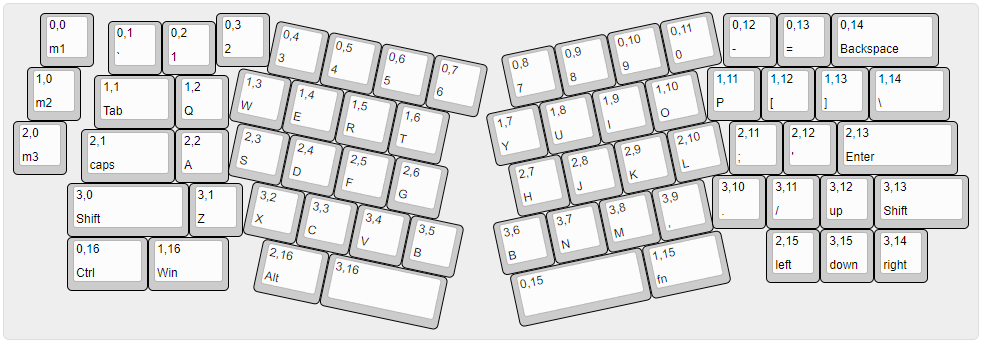 0,0
m1
0,1
`
0,2
1
0,3
2
0,4
3
0,5
4
0,6
5
0,7
6
0,8
7
0,9
8
0,10
9
0,11
0
0,12
-
0,13
=
0,14
Backspace
1,0
m2
1,1
Tab
1,2
Q
1,3
W
1,4
E
1,5
R
1,6
T
1,7
Y
1,8
U
1,9
I
1,10
O
1,11
P
1,12
[
1,13
]
1,14
\
2,0
m3
2,1
caps
2,2
A
2,3
S
2,4
D
2,5
F
2,6
G
2,7
H
2,8
J
2,9
K
2,10
L
2,11
;
2,12
'
2,13
Enter
3,0
Shift
3,1
Z
3,2
X
3,3
C
3,4
V
3,5
B
3,6
B
3,7
N
3,8
M
3,9
,
3,10
.
3,11
/
3,12
up
3,13
Shift
0,16
Ctrl
1,16
Win
2,16
Alt
3,16
0,15
1,15
fn
2,15
left
3,15
down
3,14
right